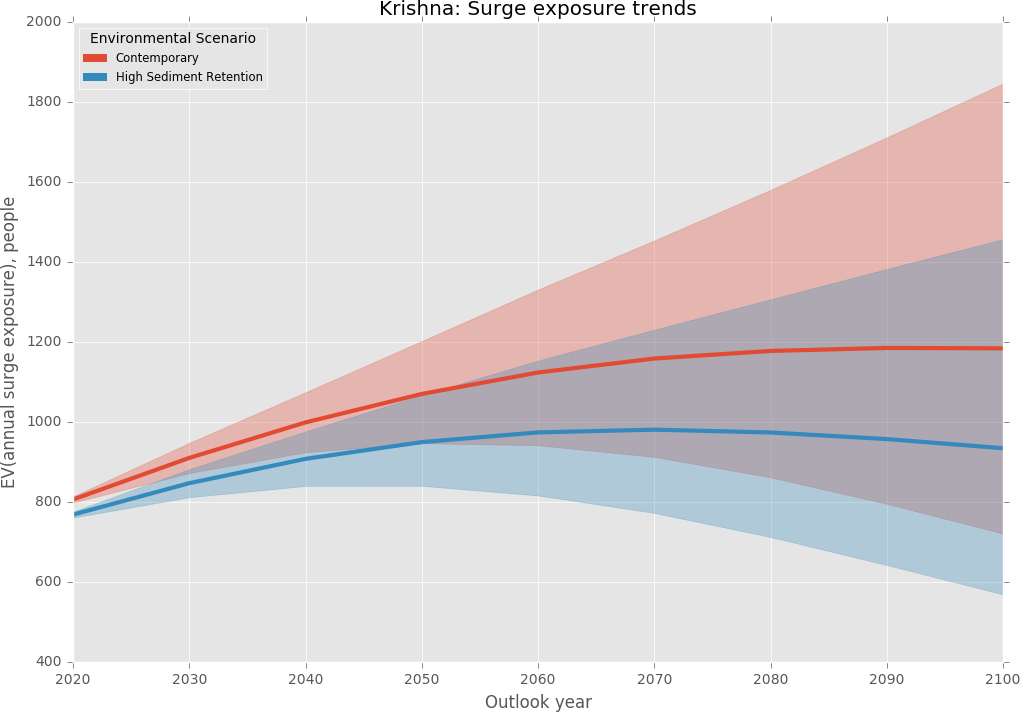 Krishna: Surge exposure trends
Environmental Scenario
Contemporary
High Sediment Retention
EV(annual surge exposure), people
2000
1800
1600
1400
1200
1000
800
600
400
2020 2030 2040 2050 2060 2070 2080 2090 2100
Outlook year